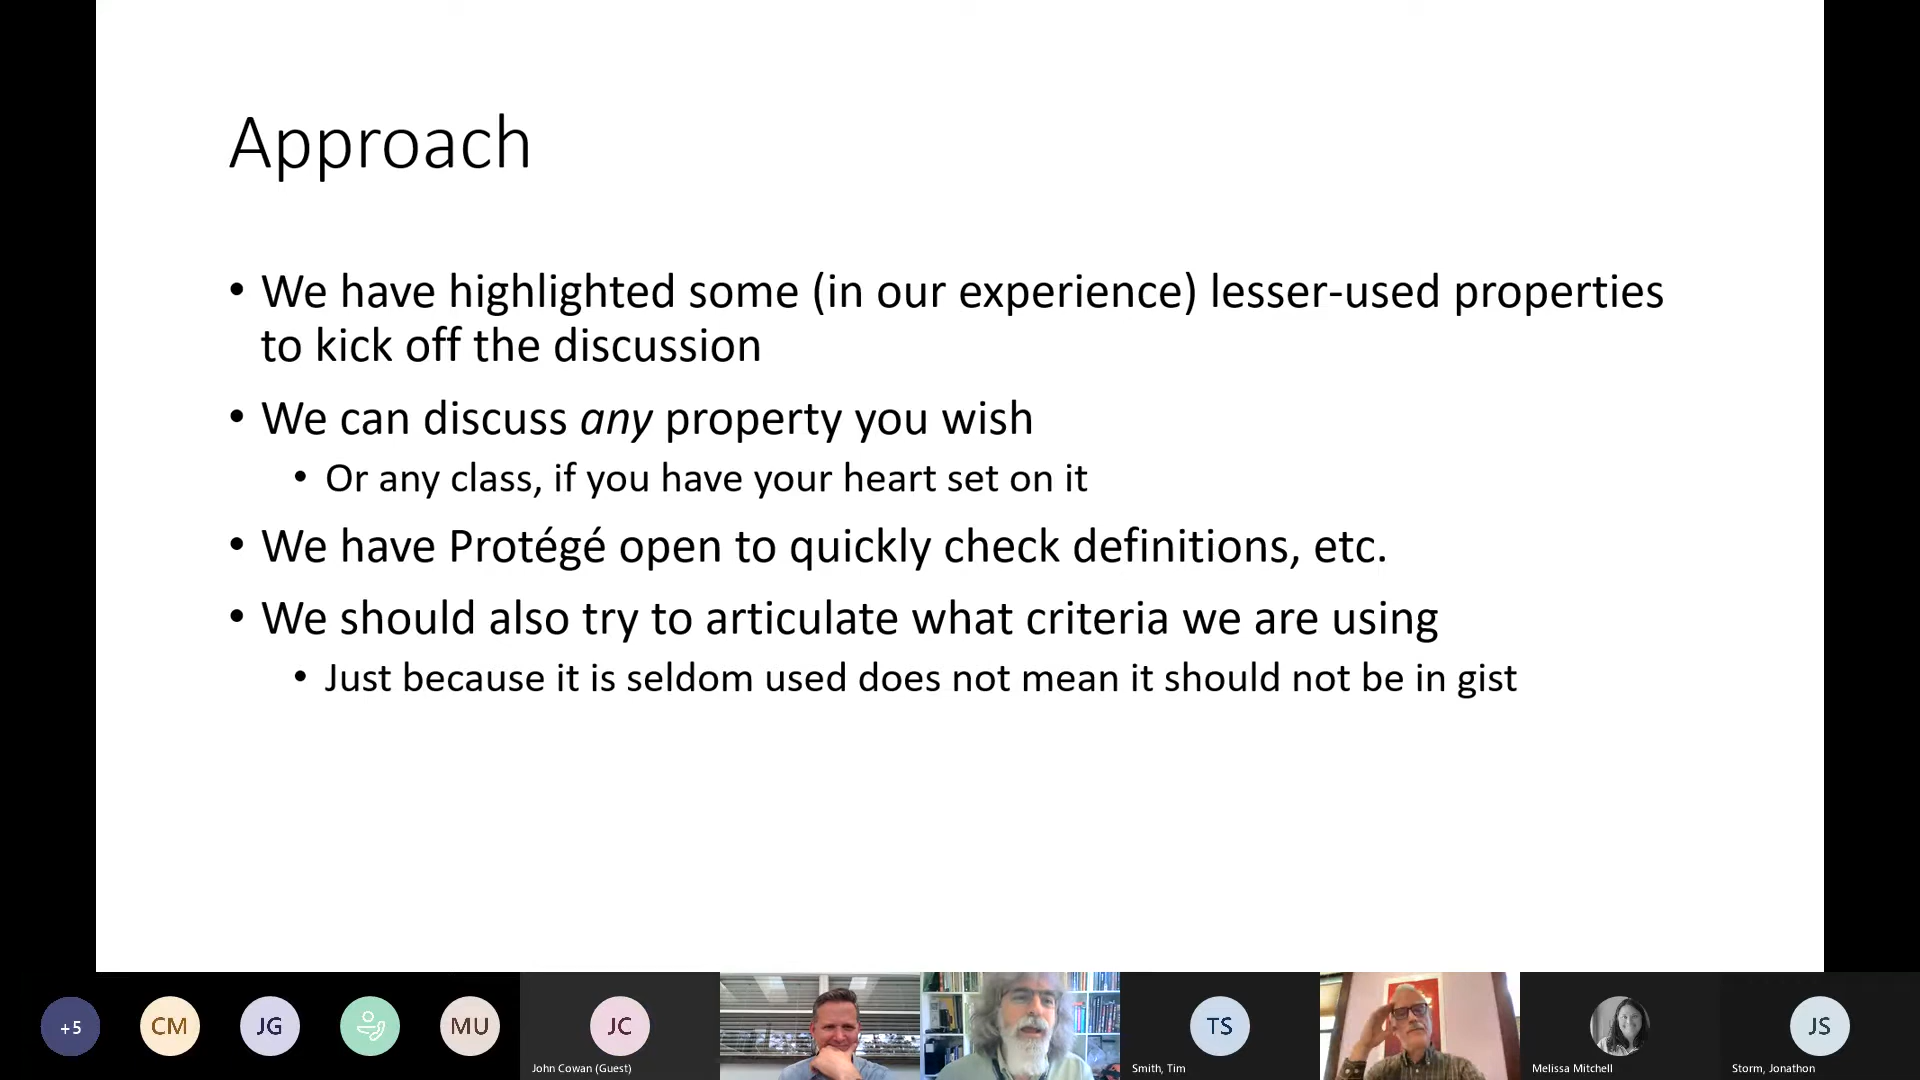 Approach
• We have highlighted some (in our experience) lesser-used properties
to kick off the discussion
• We can discuss any property you wish
• Or any class, if you have your heart set on it
• We have Protégé open to quickly check definitions, etc.
• We should also try to articulate what criteria we are using
• Just because it is seldom used does not mean it should not be in gist
+5
CM
JG
MU
JC
TS
JS
John Cowan (Guest)
Smith, Tim
Melissa Mitchell
Storm, Jonathon